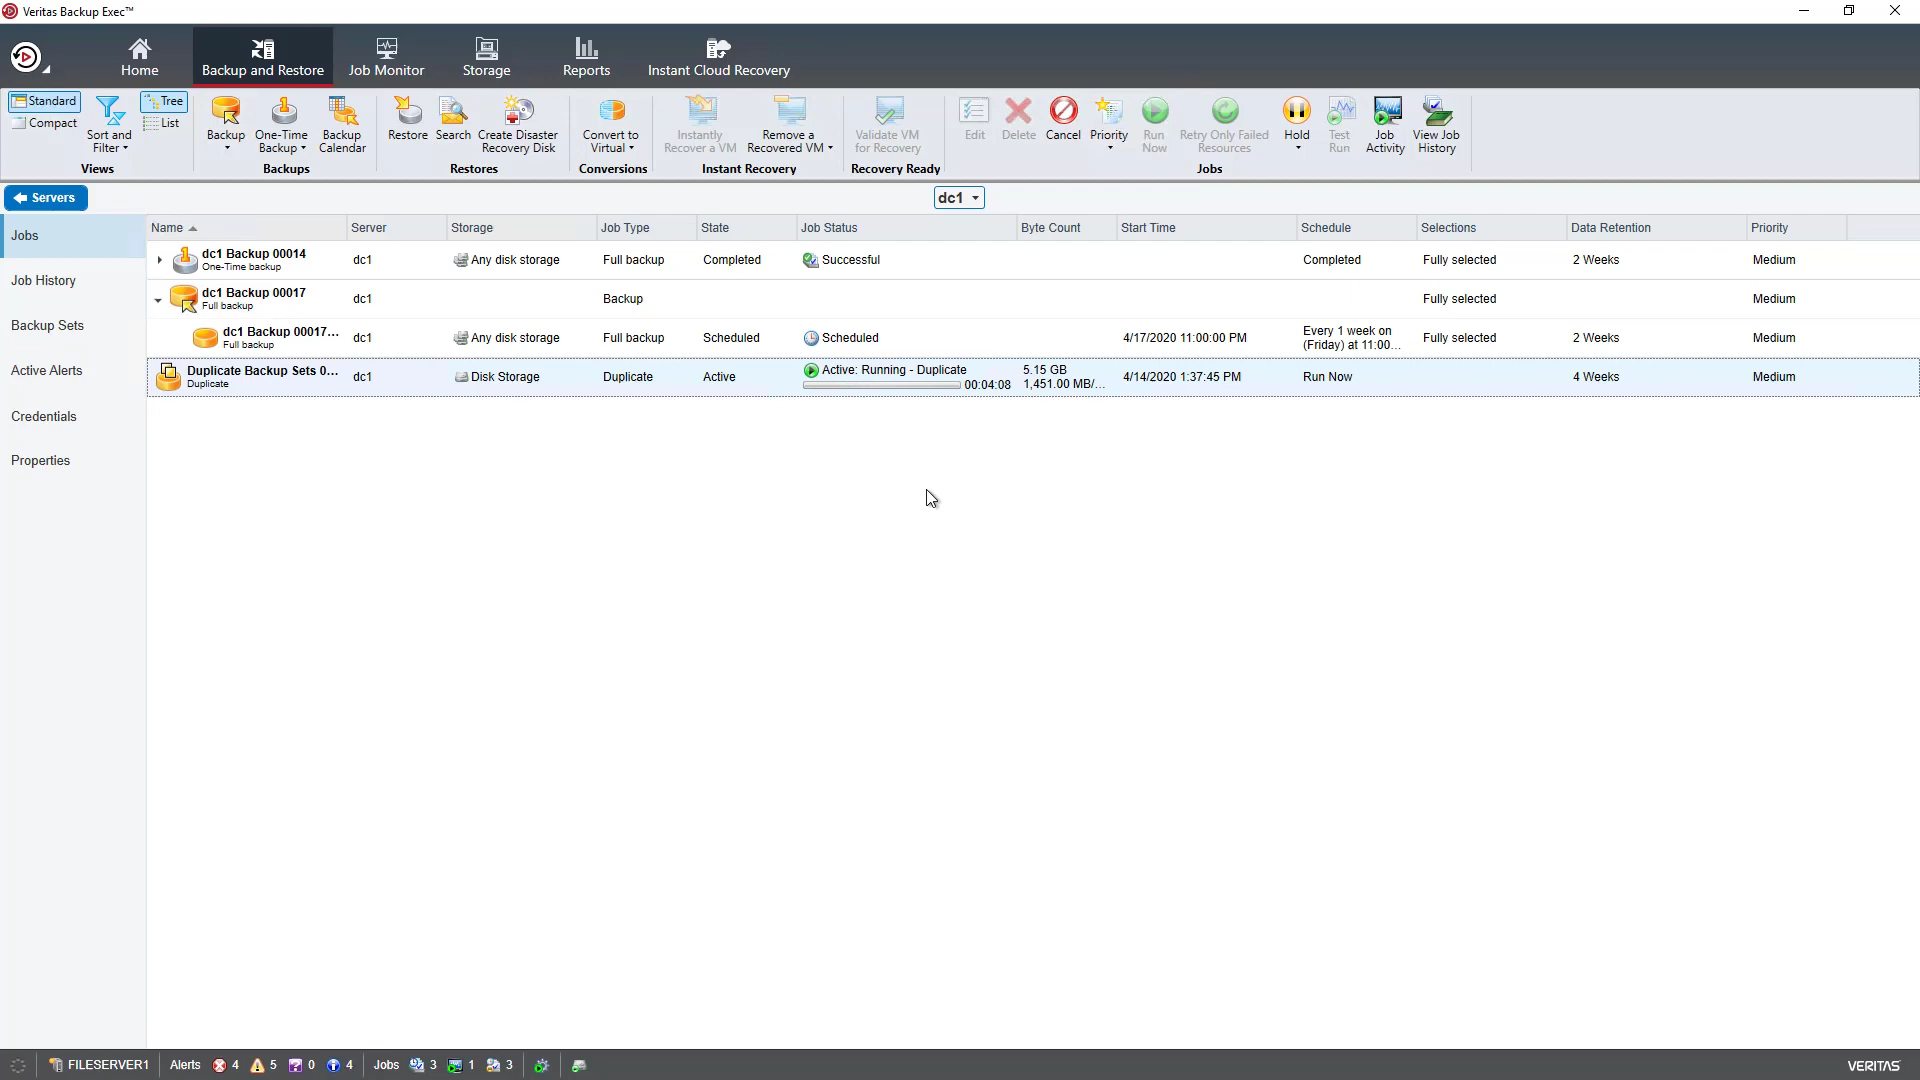 Veritas Backup Exec™
Home
Backup and Restore
Job Monitor
Storage
Reports
Instant Cloud Recovery
Standard
Compact
Sort and
Filter
Tree
List
Views
Backup
One-Time
Backup
Backup
Calendar
Backups
Restore
Search
Create Disaster
Recovery Disk
Restores
Convert to
Virtual
Conversions
Instantly
Recover a VM
Remove a
Recovered VM
Instant Recovery
Validate VM
for Recovery
Recovery Ready
Edit
Delete
Cancel
Priority
Run
Now
Retry Only Failed
Resources
Hold
Test
Run
Job
Activity
View Job
History
Jobs
Servers
dc1
Jobs
Job History
Backup Sets
Active Alerts
Credentials
Properties
Name Server Storage Job Type State Job Status Byte Count Start Time Schedule Selections Data Retention Priority
dc1 Backup 00014
One-Time backup
dc1 Any disk storage Full backup Completed Successful Completed Fully selected 2 Weeks Medium
dc1 Backup 00017
Full backup
dc1 Backup Fully selected Medium
dc1 Backup 00017...
Full backup
dc1 Any disk storage Full backup Scheduled Scheduled 4/17/2020 11:00:00 PM
Every 1 week on
(Friday) at 11:00...
Fully selected 2 Weeks Medium
Duplicate Backup Sets 0...
Duplicate
dc1 Disk Storage Duplicate Active
Active: Running - Duplicate
00:04:08
5.15 GB
1,451.00 MB/...
4/14/2020 1:37:45 PM Run Now 4 Weeks Medium
FILESERVER1 Alerts 4 5 0 4 Jobs 3 1 3
VERITAS